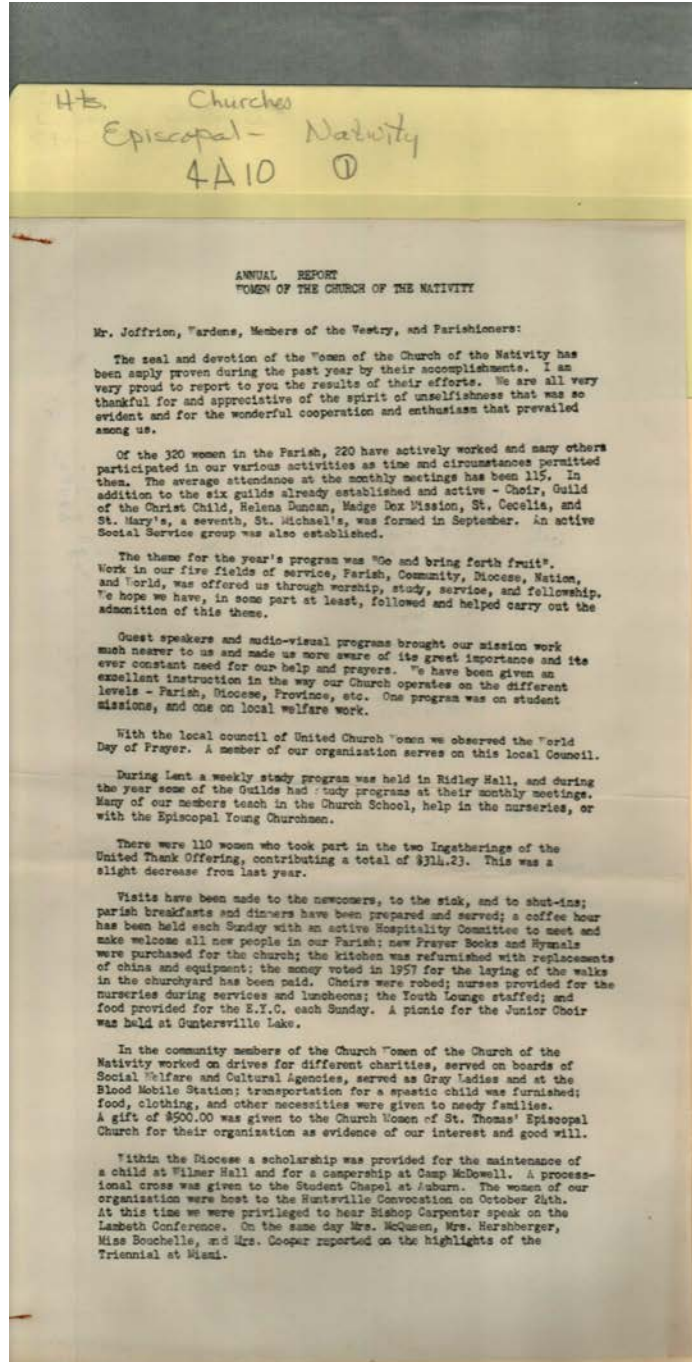 Hts. Churches
Episcopal - Nativity
4A10 ①
ANNUAL REPORT
WOMEN OF THE CHURCH OF THE NATIVITY
Mr. Joffrion, Wardens, Members of the Vestry, and Parishioners:
The zeal and devotion of the Women of the Church of the Nativity has
been amply proven during the past year by their accomplishments. I am
very proud to report to you the results of their efforts. We are all very
thankful for and appreciative of the spirit of unselfishness that was so
evident and for the wonderful cooperation and enthusiasm that prevailed
among us.
Of the 320 women in the Parish, 220 have actively worked and many others
participated in our various activities as time and circumstances permitted
them. The average attendance at the monthly meetings has been 115. In
addition to the six guilds already established and active - Choir, Guild
of the Christ Child, Helena Duncan, Madge Dox Mission, St. Cecelia, and
St. Mary's, a seventh, St. Michael's, was formed in September. An active
Social Service group was also established.
The theme for the year's program was "Go and bring forth fruit".
Work in our five fields of service, Parish, Community, Diocese, Nation,
and World, was offered us through worship, study, service, and fellowship.
We hope we have, in some part at least, followed and helped carry out the
admonition of this theme.
Guest speakers and audio-visual programs brought our mission work
much nearer to us and made us more aware of its great importance and its
ever constant need for our help and prayers. We have been given an
excellent instruction in the way our Church operates on the different
levels - Parish, Diocese, Province, etc. One program was on student
missions, and one on local welfare work.
With the local council of United Church Women we observed the World
Day of Prayer. A member of our organization serves on this local Council.
During Lent a weekly study program was held in Ridley Hall, and during
the year some of the Guilds had study programs at their monthly meetings.
Many of our members teach in the Church School, help in the nurseries, or
with the Episcopal Young Churchmen.
There were 110 women who took part in the two Ingatherings of the
United Thank Offering, contributing a total of $314.23. This was a
slight decrease from last year.
Visits have been made to the newcomers, to the sick, and to shut-ins;
parish breakfasts and dinners have been prepared and served; a coffee hour
has been held each Sunday with an active Hospitality Committee to meet and
make welcome all new people in our Parish; new Prayer Books and Hymnals
were purchased for the church; the kitchen was refurnished with replacements
of china and equipment; the money voted in 1957 for the laying of the walks
in the churchyard has been paid. Choirs were robed; nurses provided for the
nurseries during services and luncheons; the Youth Lounge staffed; and
food provided for the E.Y.C. each Sunday. A picnic for the Junior Choir
was held at Guntersville Lake.
In the community members of the Church Women of the Church of the
Nativity worked on drives for different charities, served on boards of
Social Welfare and Cultural Agencies, served as Gray Ladies and at the
Blood Mobile Station; transportation for a spastic child was furnished;
food, clothing, and other necessities were given to needy families.
A gift of $500.00 was given to the Church Women of St. Thomas' Episcopal
Church for their organization as evidence of our interest and good will.
Within the Diocese a scholarship was provided for the maintenance of
a child at Wilmer Hall and for a campership at Camp McDowell. A process-
ional cross was given to the Student Chapel at Auburn. The women of our
organization were host to the Huntsville Convocation on October 24th.
At this time we were privileged to hear Bishop Carpenter speak on the
Lambeth Conference. On the same day Mrs. McQueen, Mrs. Hershberger,
Miss Bouchelle, and Mrs. Cooper reported on the highlights of the
Triennial at Miami.